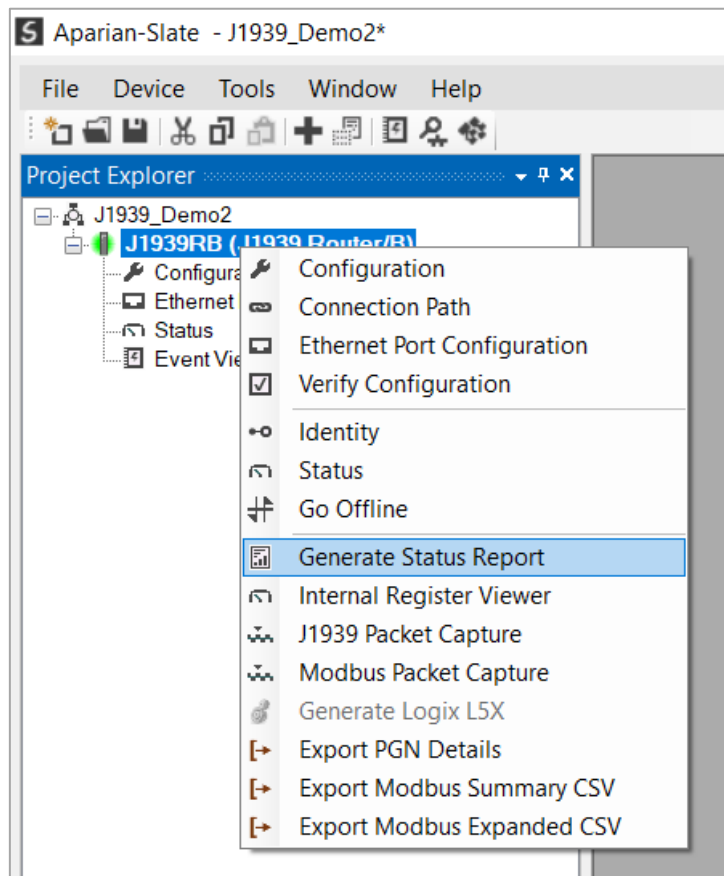 Aparian-Slate - J1939_Demo2*
File Device Tools Window Help
Project Explorer
J1939_Demo2
J1939RB (J1939 Router/B)
Configura
Ethernet
Status
Event Vie
Configuration
Connection Path
Ethernet Port Configuration
Verify Configuration
Identity
Status
Go Offline
Generate Status Report
Internal Register Viewer
J1939 Packet Capture
Modbus Packet Capture
Generate Logix L5X
Export PGN Details
Export Modbus Summary CSV
Export Modbus Expanded CSV